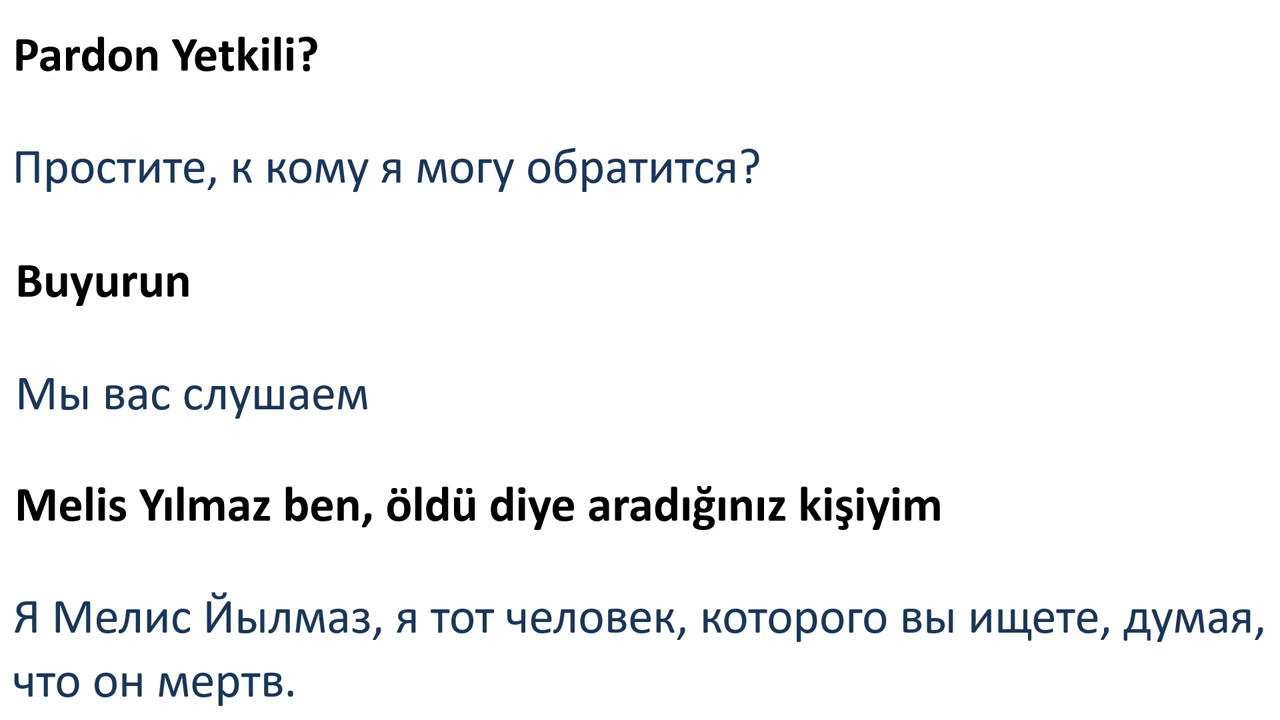 Pardon Yetkili?
Простите, к кому я могу обратится?
Buyurun
Мы вас слушаем
Melis Yılmaz ben, öldü diye aradığınız kişiyim
Я Мелис Йылмаз, я тот человек, которого вы ищете, думая,
что он мертв.